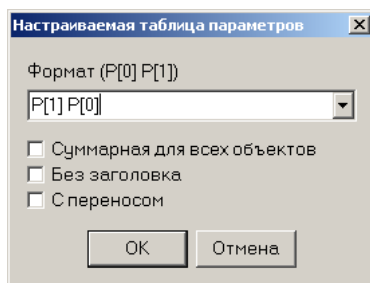 Настраиваемая таблица параметров
Формат (P[0] P[1])
P[1] P[0]
Суммарная для всех объектов
Без заголовка
С переносом
OK Отмена